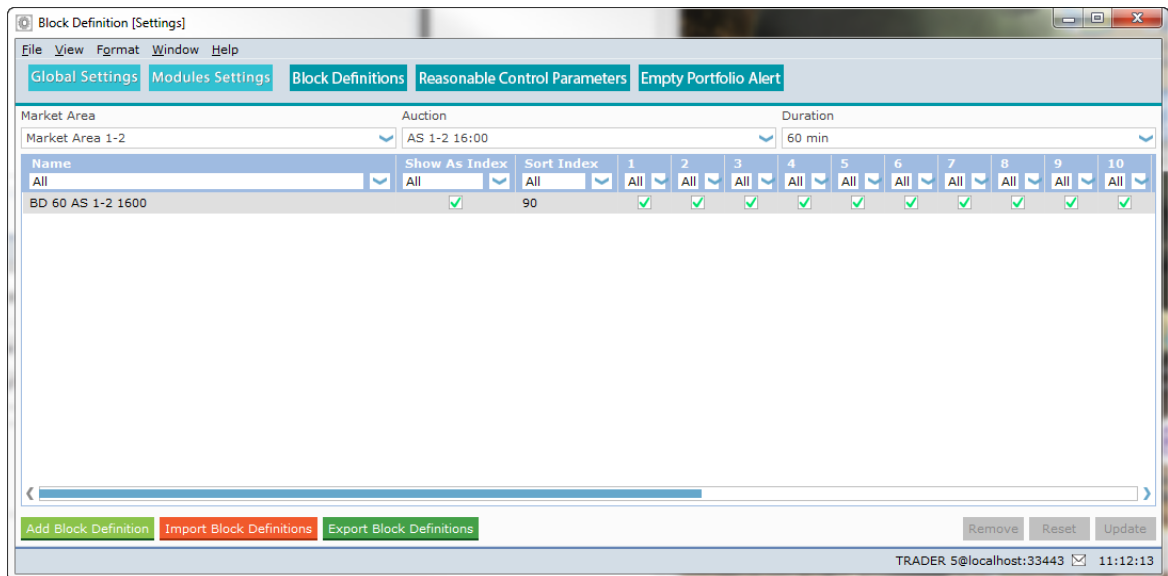 Block Definition [Settings]
File View Format Window Help
Global Settings Modules Settings Block Definitions Reasonable Control Parameters Empty Portfolio Alert
Market Area Auction Duration
Market Area 1-2 AS 1-2 16:00 60 min
Name Show As Index Sort Index 1 2 3 4 5 6 7 8 9 10
All All All All All All All All All All All All All
BD 60 AS 1-2 1600 90
Add Block Definition Import Block Definitions Export Block Definitions Remove Reset Update
TRADER 5@localhost:33443 11:12:13